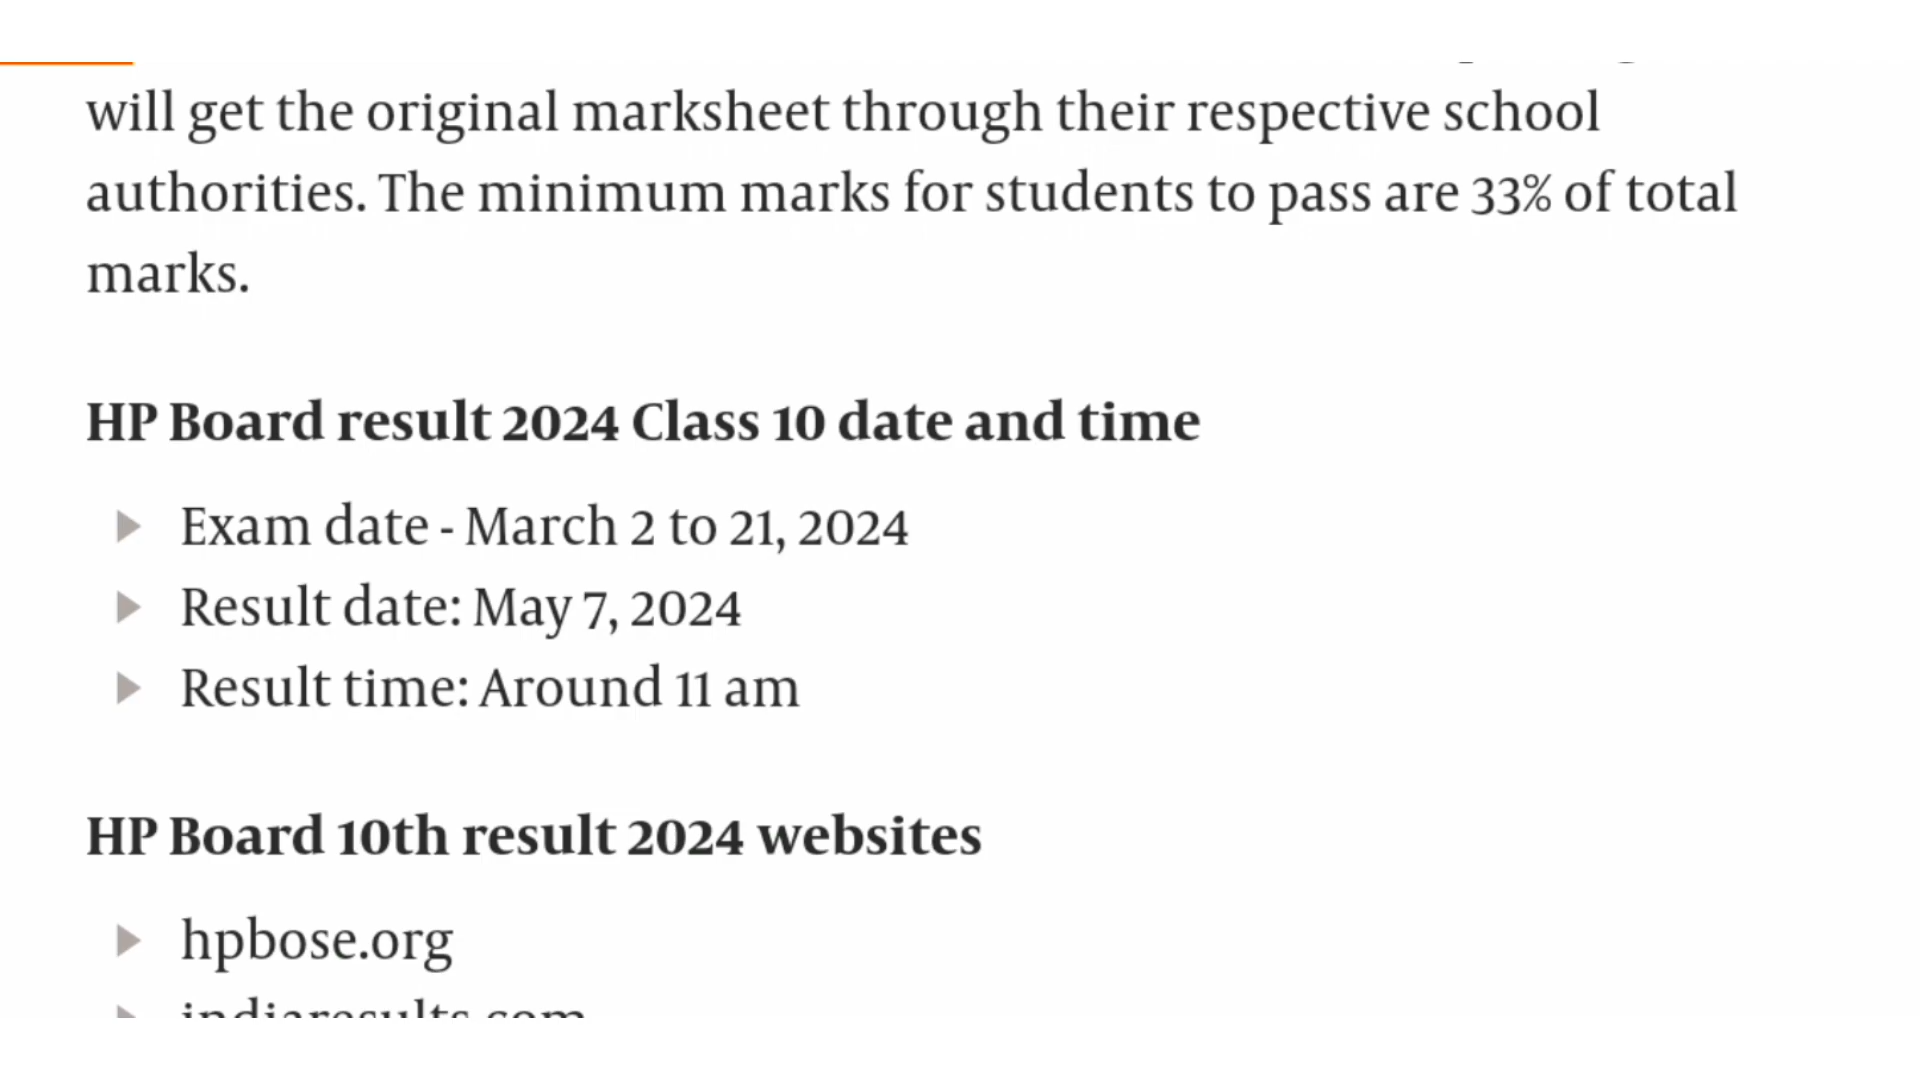 will get the original marksheet through their respective school
authorities. The minimum marks for students to pass are 33% of total
marks.
HP Board result 2024 Class 10 date and time
Exam date - March 2 to 21, 2024
Result date: May 7, 2024
Result time: Around 11 am
HP Board 10th result 2024 websites
hpbose.org
indiaresults.com